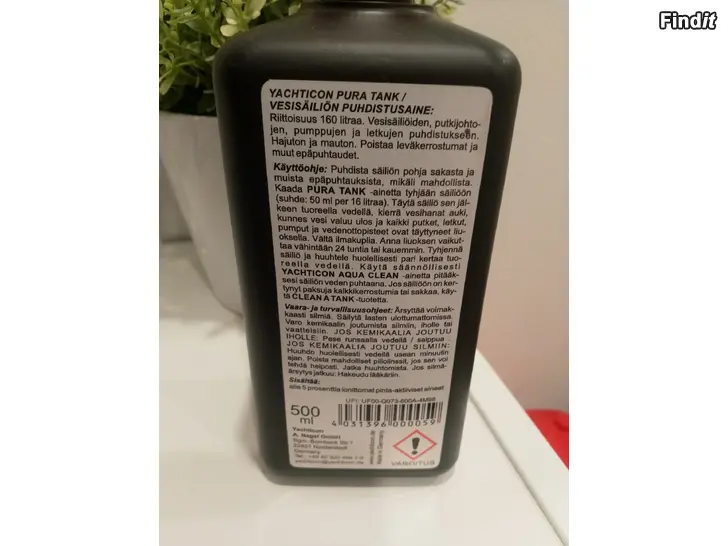 Findit
YACHTICON PURA TANK /
VESISÄILIÖN PUHDISTUSAINE:
Riittoisuus 160 litraa. Vesisäiliöiden, putkijohto-
jen, pumppujen ja letkujen puhdistukseen.
Hajuton ja mauton. Poistaa leväkerrostumat ja
muut epäpuhtaudet.
Käyttöohje: Puhdista säiliön pohja sakasta ja
muista epäpuhtauksista, mikäli mahdollista.
Kaada PURA TANK -ainetta tyhjään säiliöön
(suhde: 50 ml per 16 litraa). Täytä säiliö sen jäl-
keen tuoreella vedellä, kierrä vesihanat auki,
kunnes vesi valuu ulos ja kaikki putket, letkut,
pumput ja vedenottopisteet ovat täyttyneet liu-
oksella. Vältä ilmakuplia. Anna liuoksen vaikut-
taa vähintään 24 tuntia tai kauemmin. Tyhjennä
säiliö ja huuhtele huolellisesti pari kertaa tuo-
reella vedellä. Käytä säännöllisesti
YACHTICON AQUA CLEAN -ainetta pitääk-
sesi säiliön veden puhtaana. Jos säiliöön on ker-
tynyt paksuja kalkkikerrostumia tai sakkaa, käy-
tä CLEAN A TANK -tuotetta.
Vaara- ja turvallisuusohjeet: Ärsyttää voimak-
kaasti silmiä. Säilytä lasten ulottumattomissa.
Varo kemikaalin joutumista silmiin, iholle tai
vaatteisiin. JOS KEMIKAALIA JOUTUU
IHOLLE: Pese runsaalla vedellä / saippua .
JOS KEMIKAALIA JOUTUU SILMIIN:
Huuhdo huolellisesti vedellä usean minuutin
ajan. Poista mahdolliset piilolinssit, jos sen voi
tehdä helposti. Jatka huuhtomista. Jos silmä-
ärsytys jatkuu: Hakeudu lääkäriin.
Sisältää:
alle 5 prosenttia ionittomat pinta-aktiiviset aineet
500
ml
4 031396 000059
Yachticon
A. Nagel GmbH
Germany
Made in Germany
VAROITUS